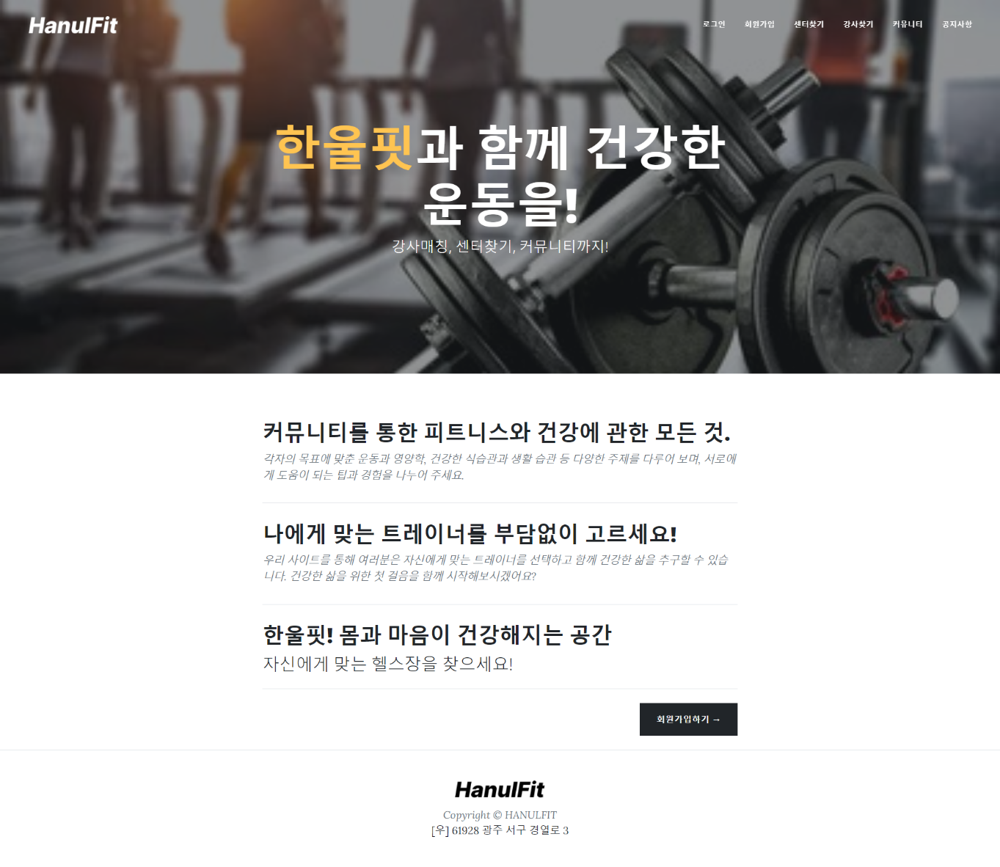 HanulFit
로그인 회원가입 센터찾기 강사찾기 커뮤니티 공지사항
한울핏과 함께 건강한
운동을!
강사매칭, 센터찾기, 커뮤니티까지!
커뮤니티를 통한 피트니스와 건강에 관한 모든 것.
각자의 목표에 맞춘 운동과 영양학, 건강한 식습관과 생활 습관 등 다양한 주제를 다루어 보며, 서로에
게 도움이 되는 팁과 경험을 나누어 주세요.
나에게 맞는 트레이너를 부담없이 고르세요!
우리 사이트를 통해 여러분은 자신에게 맞는 트레이너를 선택하고 함께 건강한 삶을 추구할 수 있습
니다. 건강한 삶을 위한 첫 걸음을 함께 시작해보시겠어요?
한울핏! 몸과 마음이 건강해지는 공간
자신에게 맞는 헬스장을 찾으세요!
회원가입하기 →
HanulFit
Copyright © HANULFIT
[우] 61928 광주 서구 경열로 3